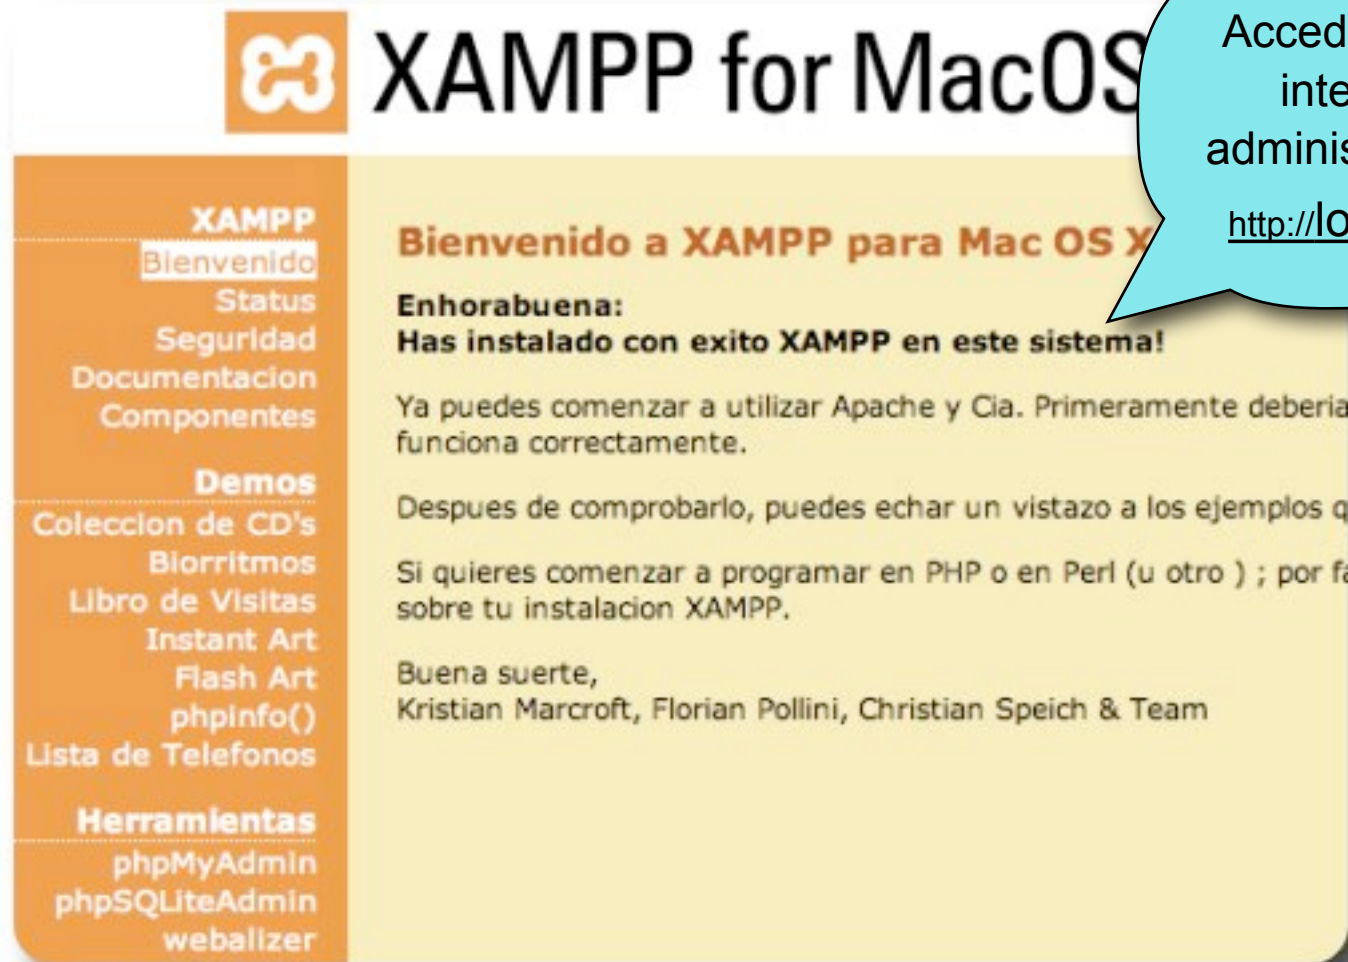 XAMPP for MacOS
Acced
inte
adminis
http://lo
XAMPP
Bienvenido
Status
Seguridad
Documentacion
Componentes
Demos
Coleccion de CD's
Biorritmos
Libro de Visitas
Instant Art
Flash Art
phpinfo()
Lista de Telefonos
Herramientas
phpMyAdmin
phpSQLiteAdmin
webalizer
Bienvenido a XAMPP para Mac OS X
Enhorabuena:
Has instalado con exito XAMPP en este sistema!
Ya puedes comenzar a utilizar Apache y Cia. Primeramente deberia
funciona correctamente.
Despues de comprobarlo, puedes echar un vistazo a los ejemplos q
Si quieres comenzar a programar en PHP o en Perl (u otro ) ; por fa
sobre tu instalacion XAMPP.
Buena suerte,
Kristian Marcroft, Florian Pollini, Christian Speich & Team